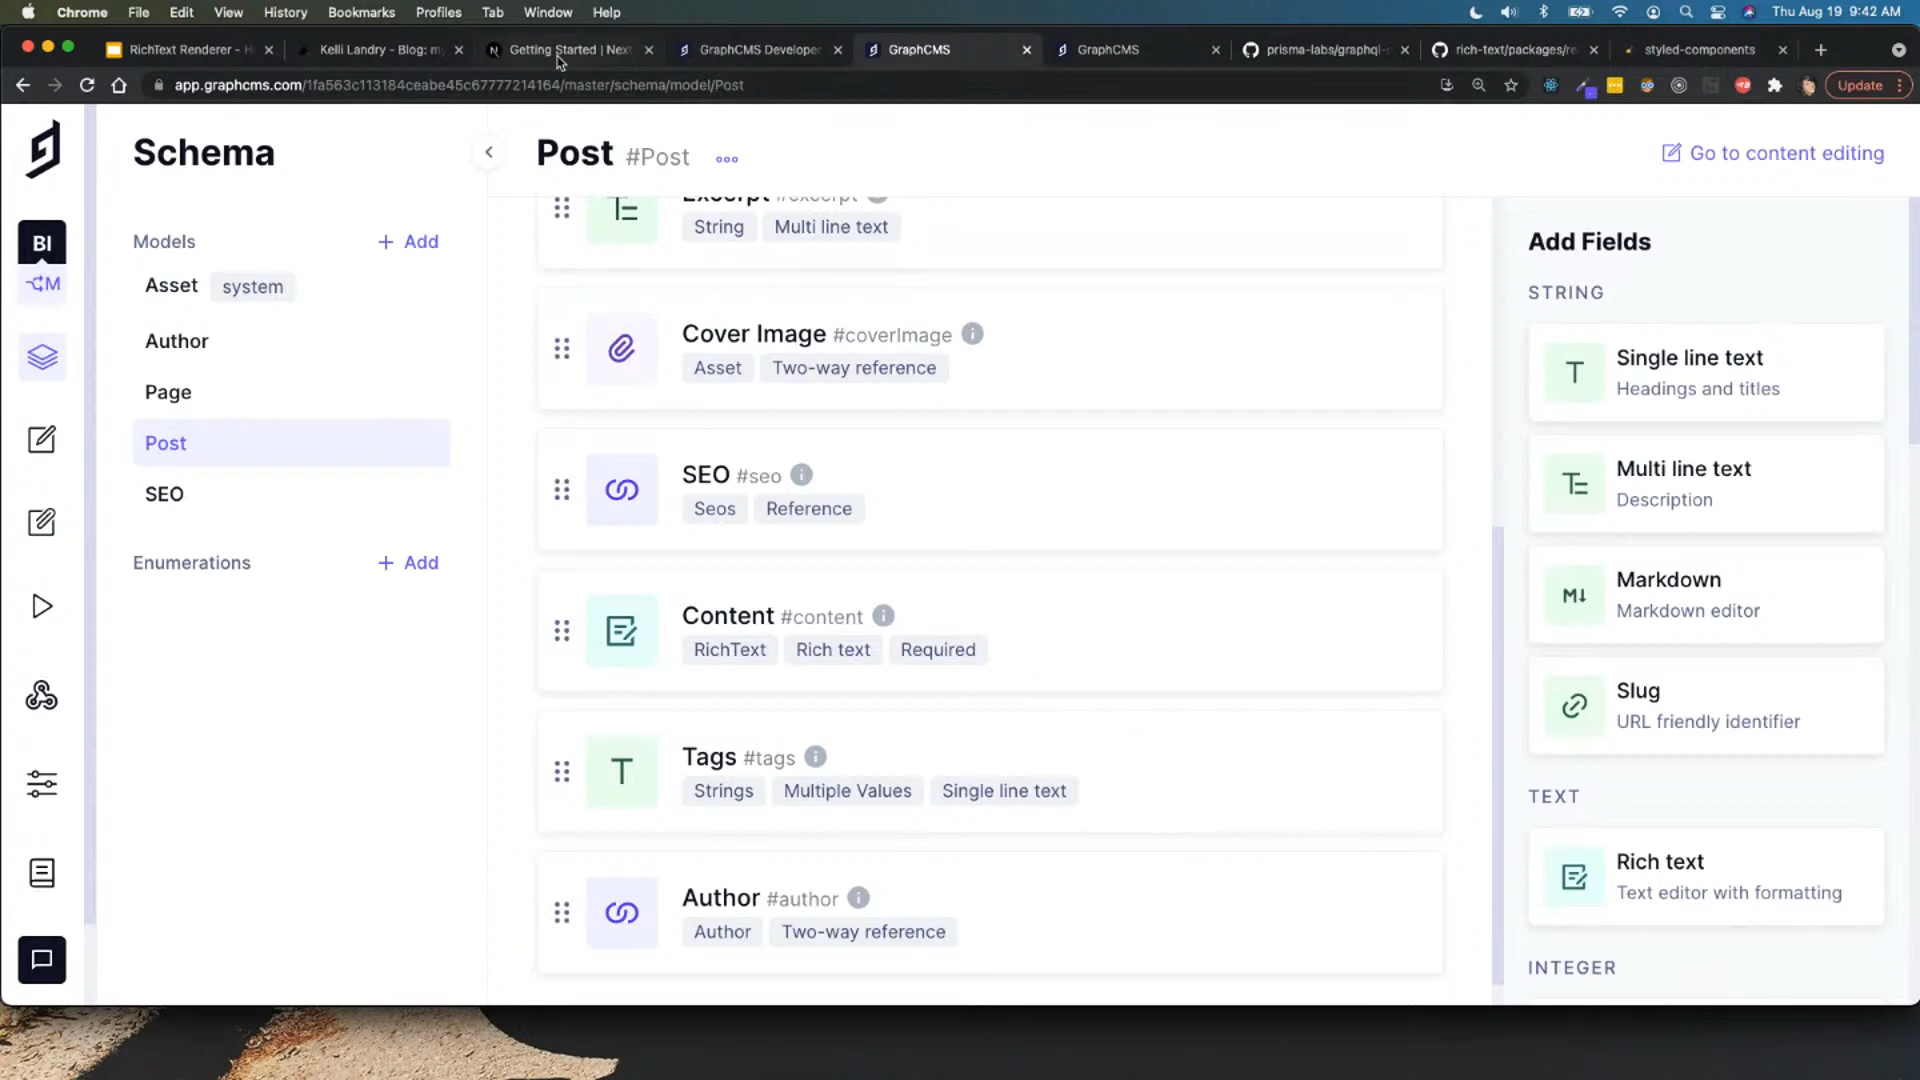 Chrome File Edit View History Bookmarks Profiles Tab Window Help Thu Aug 19 9:42 AM
RichText Renderer - H Kelli Landry - Blog: m Getting Started | Next GraphCMS Developer GraphCMS GraphCMS prisma-labs/graphql- rich-text/packages/re styled-components
app.graphcms.com/1fa563c113184ceabe45c67777214164/master/schema/model/Post Update
Schema
Post #Post
Go to content editing
BI
M
Models + Add
Asset system
Author
Page
Post
SEO
Enumerations + Add
Excerpt #excerpt
String Multi line text
Cover Image #coverImage
Asset Two-way reference
SEO #seo
Seos Reference
Content #content
RichText Rich text Required
Tags #tags
Strings Multiple Values Single line text
Author #author
Author Two-way reference
Add Fields
STRING
Single line text
Headings and titles
Multi line text
Description
Markdown
Markdown editor
Slug
URL friendly identifier
TEXT
Rich text
Text editor with formatting
INTEGER